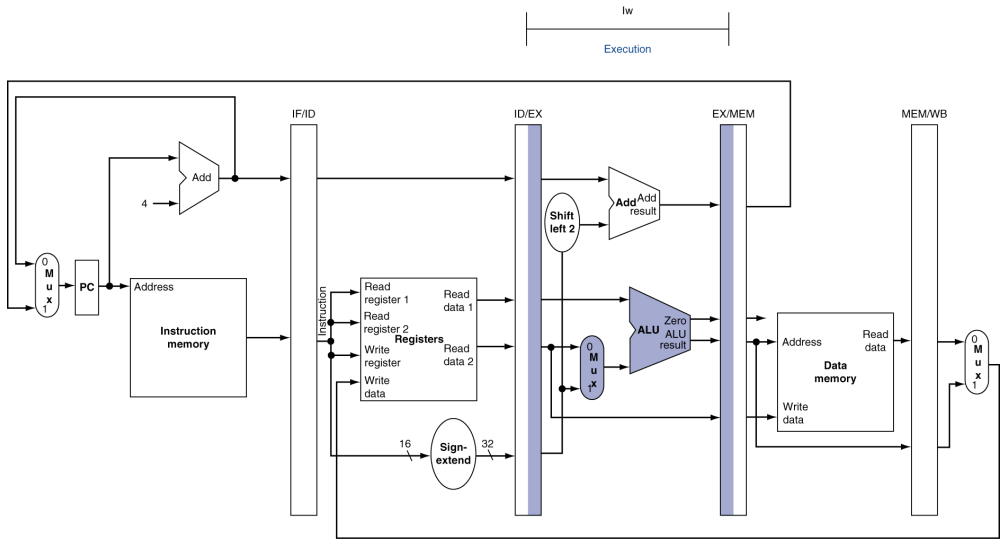 lw
Execution
IF/ID
ID/EX
EX/MEM
MEM/WB
Add
4
Shift
left 2
Add
Add
result
0
M
u
x
1
PC
Address
Instruction
memory
Instruction
Read
register 1
Read
register 2
Write
register
Write
data
Registers
Read
data 1
Read
data 2
16
Sign-
extend
32
0
M
u
x
1
ALU
Zero
ALU
result
Address
Write
data
Data
memory
Read
data
0
M
u
x
1